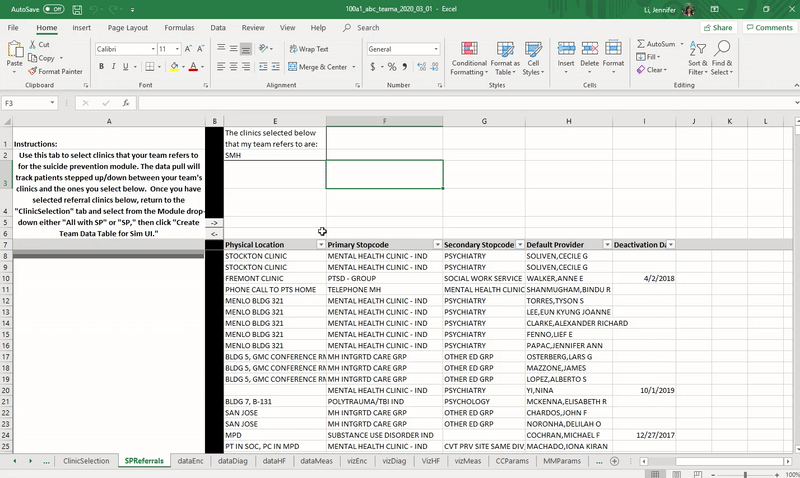 AutoSave Off 100a1_abc_teama_2020_03_01 - Excel Li, Jennifer
File Home Insert Page Layout Formulas Data Review View Developer Help Search Share Comments
Paste Cut Copy Format Painter Clipboard
Calibri 11 B I U Font
Wrap Text Merge & Center Alignment
General $ % Number
Conditional Formatting Format as Table Cell Styles Styles
Insert Delete Format Cells
AutoSum Fill Clear Sort & Filter Find & Select Editing
F3 fx
A B E F G H I J K L
1 Instructions: The clinics selected below that my team refers to are:
2 Use this tab to select clinics that your team refers to SMH
for the suicide prevention module. The data pull will
3 track patients stepped up/down between your team's
clinics and the ones you select below. Once you have
selected referral clinics below, return to the
4 "ClinicSelection" tab and select from the Module drop-
5 down either "All with SP" or "SP," then click "Create ->
6 Team Data Table for Sim UI." <-
7 Physical Location Primary Stopcode Secondary Stopcode Default Provider Deactivation Da
8 STOCKTON CLINIC MENTAL HEALTH CLINIC - IND PSYCHIATRY SOLIVEN,CECILE G
9 STOCKTON CLINIC MENTAL HEALTH CLINIC - IND PSYCHIATRY SOLIVEN,CECILE G
10 FREMONT CLINIC PTSD - GROUP SOCIAL WORK SERVICE WALKER,ANNE E 4/2/2018
11 PHONE CALL TO PTS HOME TELEPHONE MH MENTAL HEALTH CLINIC SHANMUGHAM,BINDU R
12 MENLO BLDG 321 MENTAL HEALTH CLINIC - IND PSYCHIATRY TORRES,TYSON S
13 MENLO BLDG 321 MENTAL HEALTH CLINIC - IND PSYCHIATRY LEE,EUN KYUNG JOANNE
14 MENLO BLDG 321 MENTAL HEALTH CLINIC - IND PSYCHIATRY CLARKE,ALEXANDER RICHARD
15 MENLO BLDG 321 MENTAL HEALTH CLINIC - IND PSYCHIATRY FENNO,LIEF E
16 MENLO BLDG 321 MENTAL HEALTH CLINIC - IND PSYCHIATRY PAPAC,JENNIFER ANN
17 BLDG 5, GMC CONFERENCE RM MH INTGRTD CARE GRP OTHER ED GRP OSTERBERG,LARS G
18 BLDG 5, GMC CONFERENCE RM MH INTGRTD CARE GRP OTHER ED GRP MAZZONE,JAMES
19 BLDG 5, GMC CONFERENCE RM MH INTGRTD CARE GRP OTHER ED GRP LOPEZ,ALBERTO S
20 MENTAL HEALTH CLINIC - IND PSYCHIATRY YI,NINA 10/1/2019
21 BLDG 7, B-131 POLYTRAUMA/TBI IND PSYCHOLOGY MCKENNA,ELISABETH R
22 SAN JOSE MH INTGRTD CARE GRP OTHER ED GRP CHARDOS,JOHN F
23 SAN JOSE MH INTGRTD CARE GRP OTHER ED GRP NORONHA,DELILAH O
24 MPD SUBSTANCE USE DISORDER IND COCHRAN,MICHAEL F 12/27/2017
25 PT IN SOC, PC IN MPD MENTAL HEALTH CLINIC - IND CVT PRV SITE SAME DIV MACHADO,IONA KIRAN
... ClinicSelection SPReferrals dataEnc dataDiag dataHF dataMeas vizEnc vizDiag VizHF vizMeas CCParams MMParams ...
100%